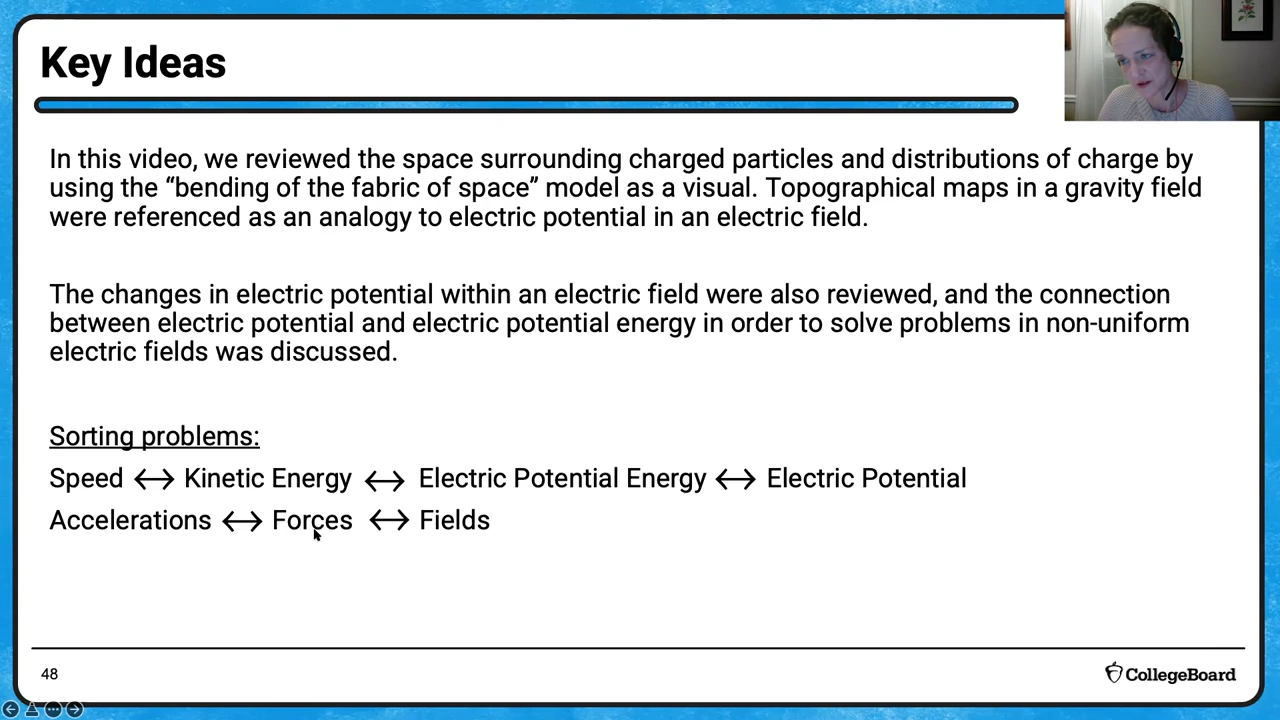 Key Ideas
In this video, we reviewed the space surrounding charged particles and distributions of charge by
using the “bending of the fabric of space” model as a visual. Topographical maps in a gravity field
were referenced as an analogy to electric potential in an electric field.
The changes in electric potential within an electric field were also reviewed, and the connection
between electric potential and electric potential energy in order to solve problems in non-uniform
electric fields was discussed.
Sorting problems:
Speed ↔ Kinetic Energy ↔ Electric Potential Energy ↔ Electric Potential
Accelerations ↔ Forces ↔ Fields
48
CollegeBoard